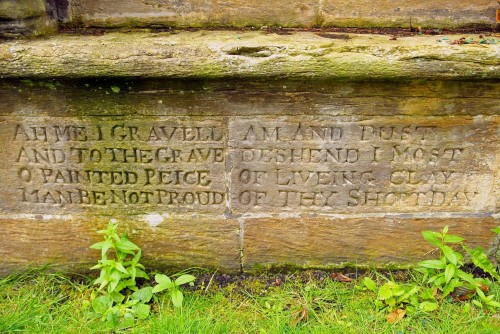 AH ME I GRAVELL AM AND DUST
AND TO THE GRAVE DESHEND I MOST
O PAINTED PEICE OF LIVEING CLAY
MAN BE NOT PROUD OF THY SHORT DAY